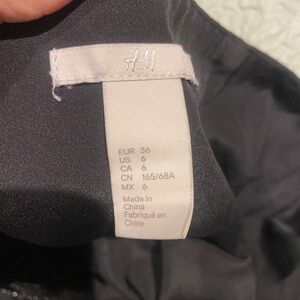 H&M
EUR 36
US 6
CA 6
CN 165/68A
MX 6
Made in
China
Fabriqué en
Chine